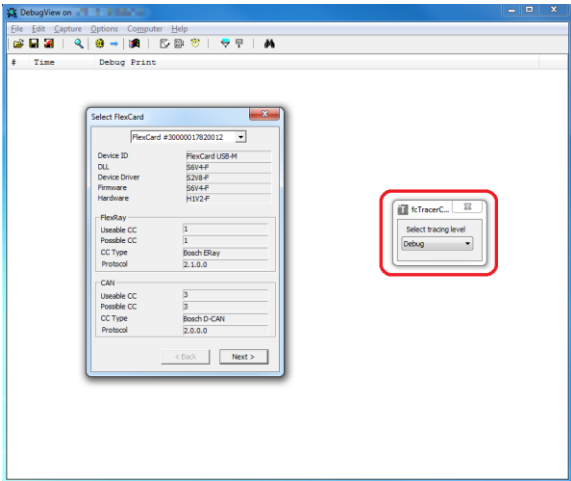 DebugView on
File Edit Capture Options Computer Help
# Time Debug Print
Select FlexCard
FlexCard #30000017820012
Device ID FlexCard USB-M
DLL S6V4-F
Device Driver S2V8-F
Firmware S6V4-F
Hardware H1V2-F
FlexRay
Useable CC 1
Possible CC 1
CC Type Bosch ERay
Protocol 2.1.0.0
CAN
Useable CC 3
Possible CC 3
CC Type Bosch D-CAN
Protocol 2.0.0.0
< Back Next >
fcTracerC...
Select tracing level
Debug